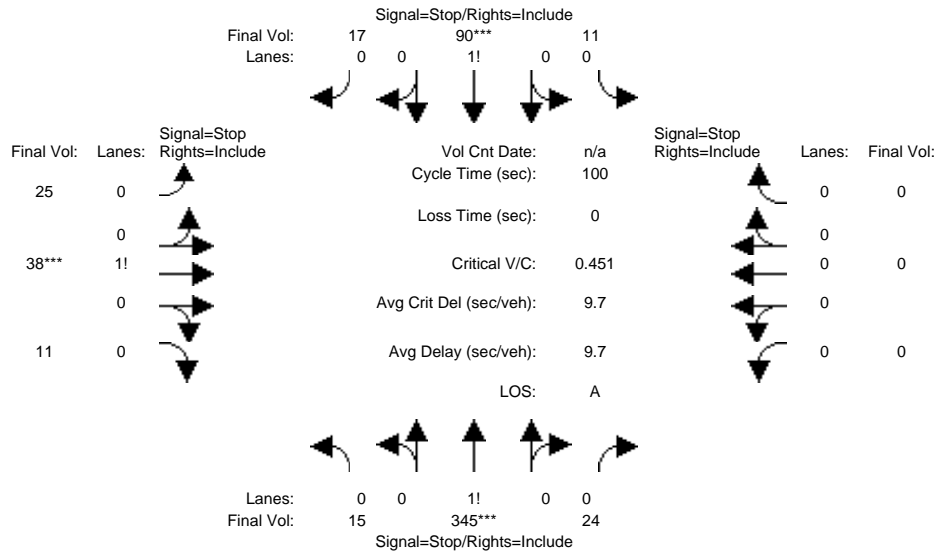 Signal=Stop/Rights=Include
Final Vol: 17 90*** 11
Lanes: 0 0 1! 0 0
Signal=Stop Signal=Stop
Final Vol: Lanes: Rights=Include Vol Cnt Date: n/a Rights=Include Lanes: Final Vol:
Cycle Time (sec): 100
25 0 0 0
Loss Time (sec): 0
0 0
38*** 1! Critical V/C: 0.451 0 0
0 Avg Crit Del (sec/veh): 9.7 0
11 0 Avg Delay (sec/veh): 9.7 0 0
LOS: A
Lanes: 0 0 1! 0 0
Final Vol: 15 345*** 24
Signal=Stop/Rights=Include